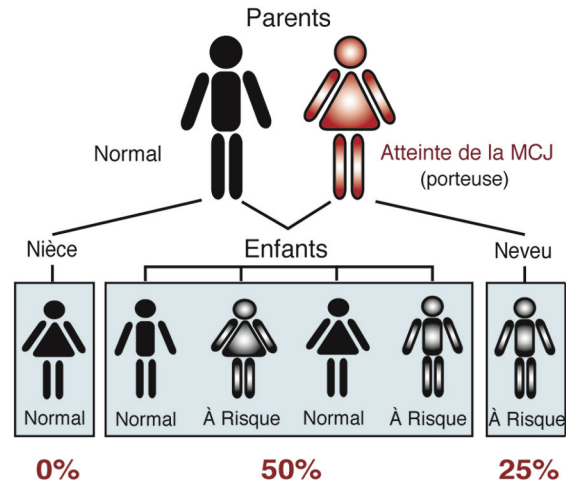 Parents
Normal
Atteinte de la MCJ
(porteuse)
Nièce
Enfants
Neveu
Normal
Normal
À Risque
Normal
À Risque
À Risque
0%
50%
25%